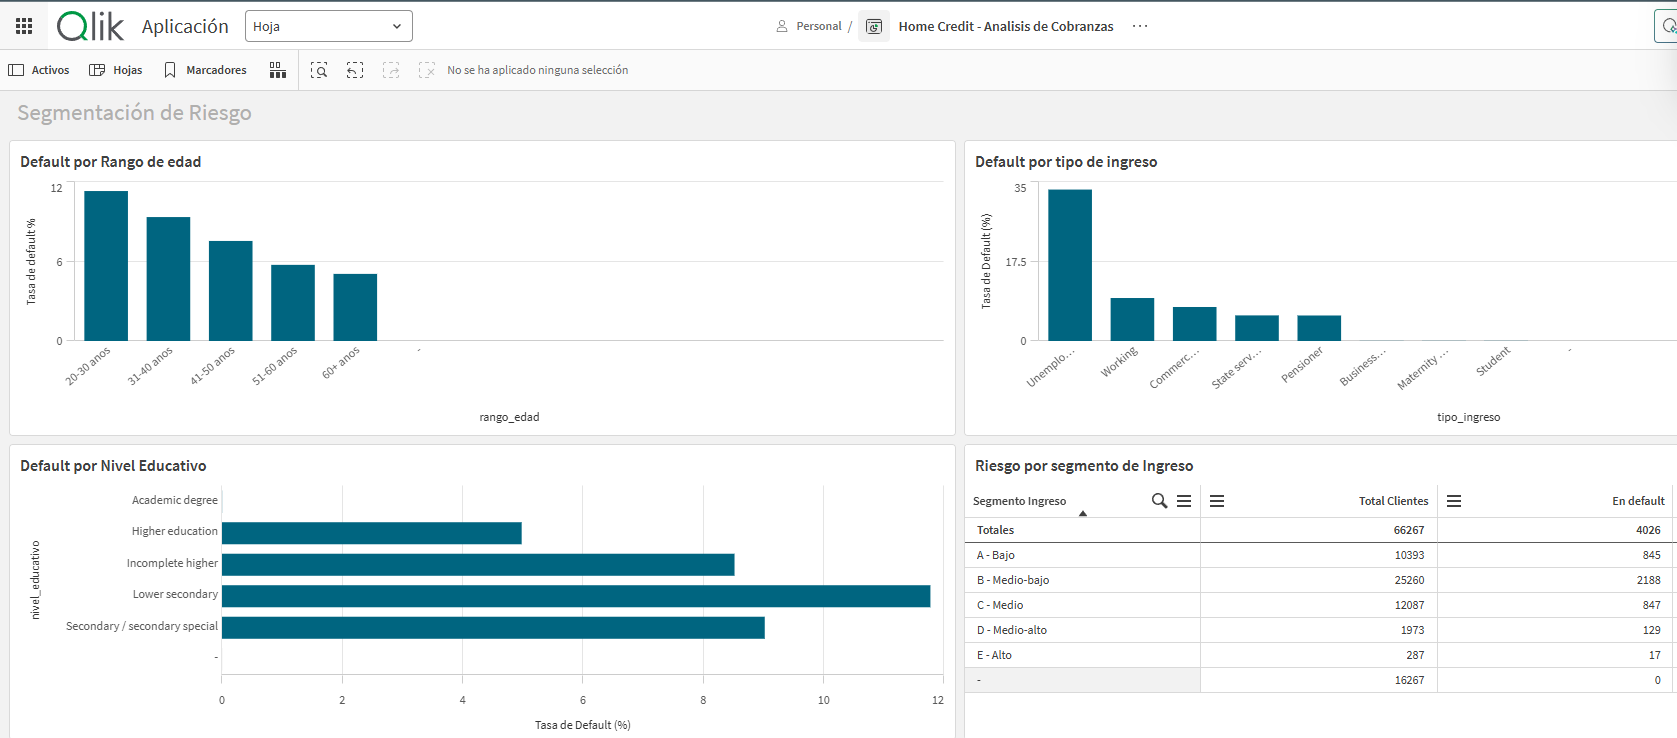 Qlik Aplicación Hoja Personal / Home Credit - Analisis de Cobranzas ...
Activos Hojas Marcadores No se ha aplicado ninguna selección
Segmentación de Riesgo
Default por Rango de edad
12
6
0
Tasa de default %
20-30 anos
31-40 anos
41-50 anos
51-60 anos
60+ anos
-
rango_edad
Default por tipo de ingreso
35
17.5
0
Tasa de Default (%)
Unemplo...
Working
Commerc...
State serv...
Pensioner
Business...
Maternity ...
Student
-
tipo_ingreso
Default por Nivel Educativo
nivel_educativo
Academic degree
Higher education
Incomplete higher
Lower secondary
Secondary / secondary special
-
0 2 4 6 8 10 12
Tasa de Default (%)
Riesgo por segmento de Ingreso
Segmento Ingreso Total Clientes En default
Totales 66267 4026
A - Bajo 10393 845
B - Medio-bajo 25260 2188
C - Medio 12087 847
D - Medio-alto 1973 129
E - Alto 287 17
- 16267 0